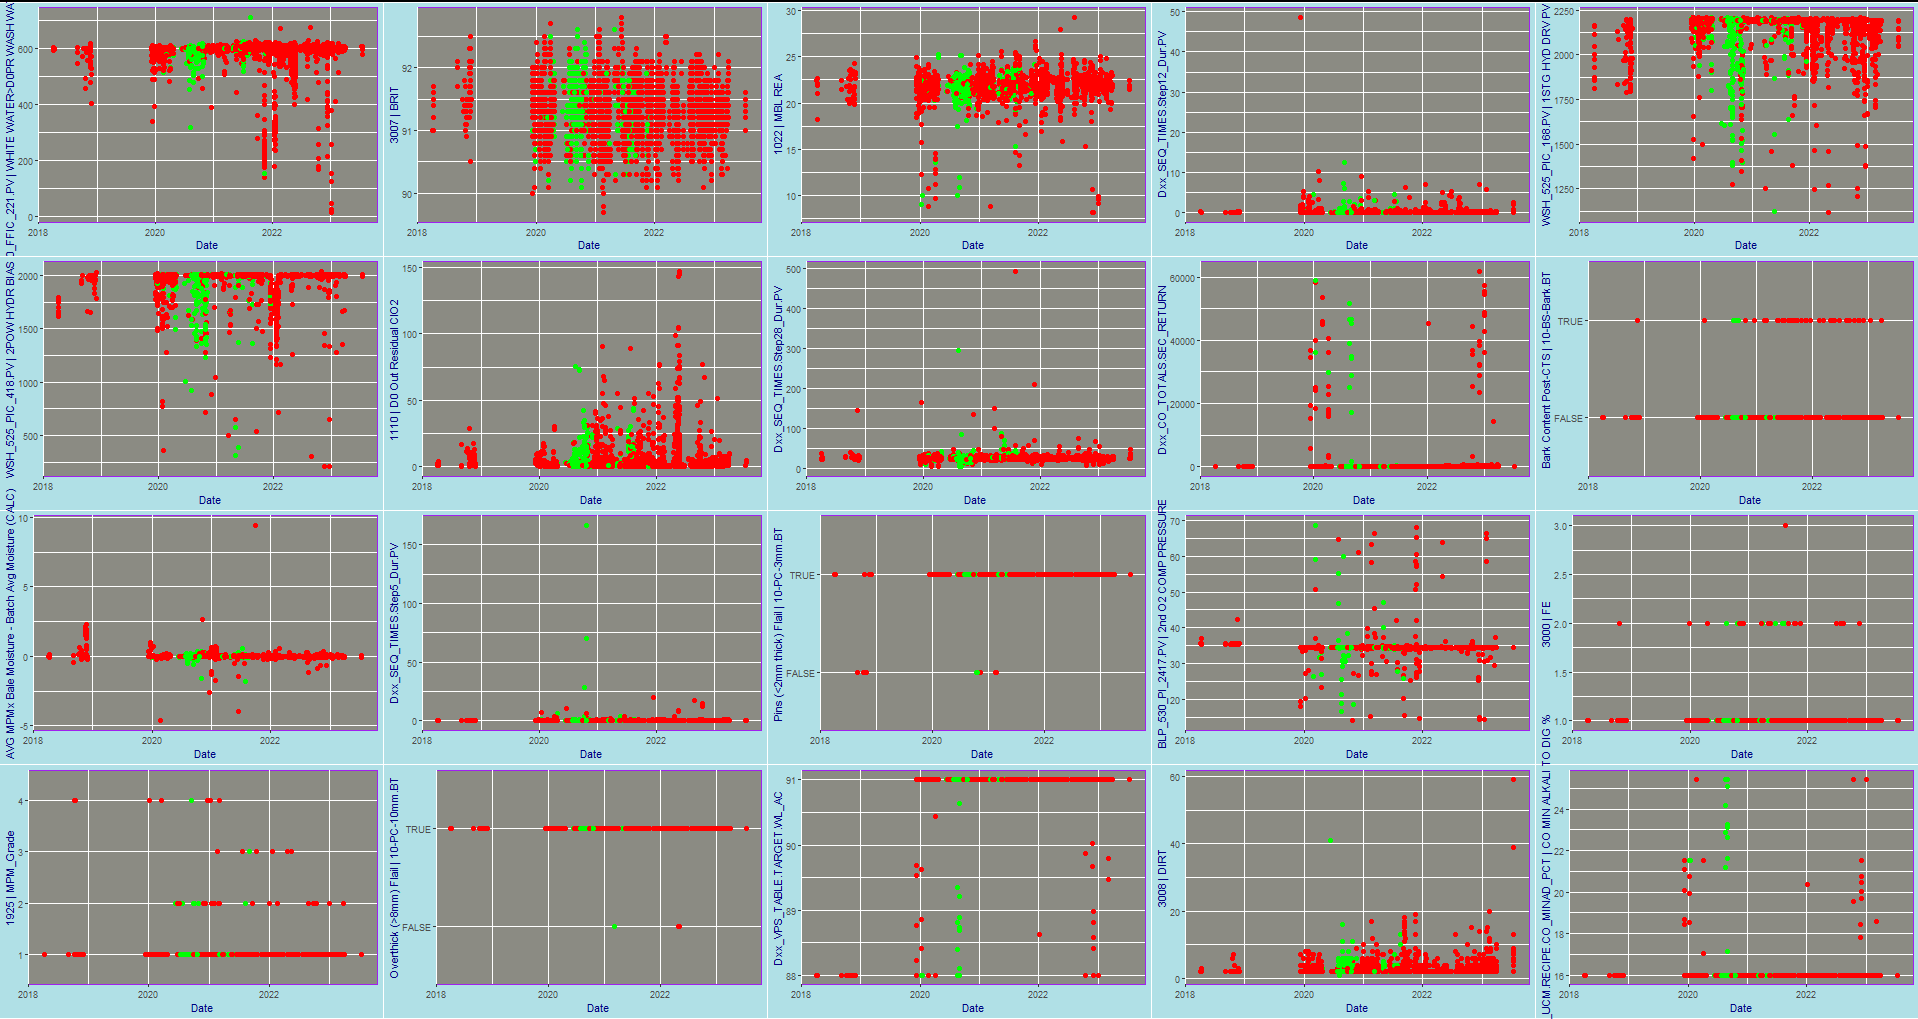 _FFIC_221.PV | WHITE WATER>D0PR WASH WA
600
400
200
0
2018
2020
2022
Date
3007 | BRIT
92
91
90
2018
2020
2022
Date
1022 | MBL REA
30
25
20
15
10
2018
2020
2022
Date
Dxx_SEQ_TIMES.Step12_Dur.PV
50
40
30
20
10
0
2018
2020
2022
Date
WSH_525_PIC_168.PV | 1STG HYD DRV PV
2250
2000
1750
1500
1250
2018
2020
2022
Date
WSH_525_PIC_418.PV | 2POW HYDR BIAS
2000
1500
1000
500
2018
2020
2022
Date
1110 | D0 Out Residual ClO2
150
100
50
0
2018
2020
2022
Date
Dxx_SEQ_TIMES.Step28_Dur.PV
500
400
300
200
100
0
2018
2020
2022
Date
Dxx_CO_TOTALS.SEC_RETURN
60000
40000
20000
0
2018
2020
2022
Date
Bark Content Post-CTS | 10-BS-Bark.BT
TRUE
FALSE
2018
2020
2022
Date
AVG MPMx Bale Moisture - Batch Avg Moisture (CALC)
10
5
0
-5
2018
2020
2022
Date
Dxx_SEQ_TIMES.Step5_Dur.PV
150
100
50
0
2018
2020
2022
Date
Pins (<2mm thick) Flail | 10-PC-3mm.BT
TRUE
FALSE
2018
2020
2022
Date
BLP_530_PI_2417.PV | 2nd O2 COMP PRESSURE
70
60
50
40
30
20
2018
2020
2022
Date
3000 | FE
3.0
2.5
2.0
1.5
1.0
2018
2020
2022
Date
1925 | MPM_Grade
4
3
2
1
2018
2020
2022
Date
Overthick (>8mm) Flail | 10-PC-10mm.BT
TRUE
FALSE
2018
2020
2022
Date
Dxx_VPS_TABLE.TARGET.WL_AC
91
90
89
88
2018
2020
2022
Date
3008 | DIRT
60
40
20
0
2018
2020
2022
Date
_UCM.RECIPE.CO_MINAD_PCT | CO MIN ALKALI TO DIG %
24
22
20
18
16
2018
2020
2022
Date